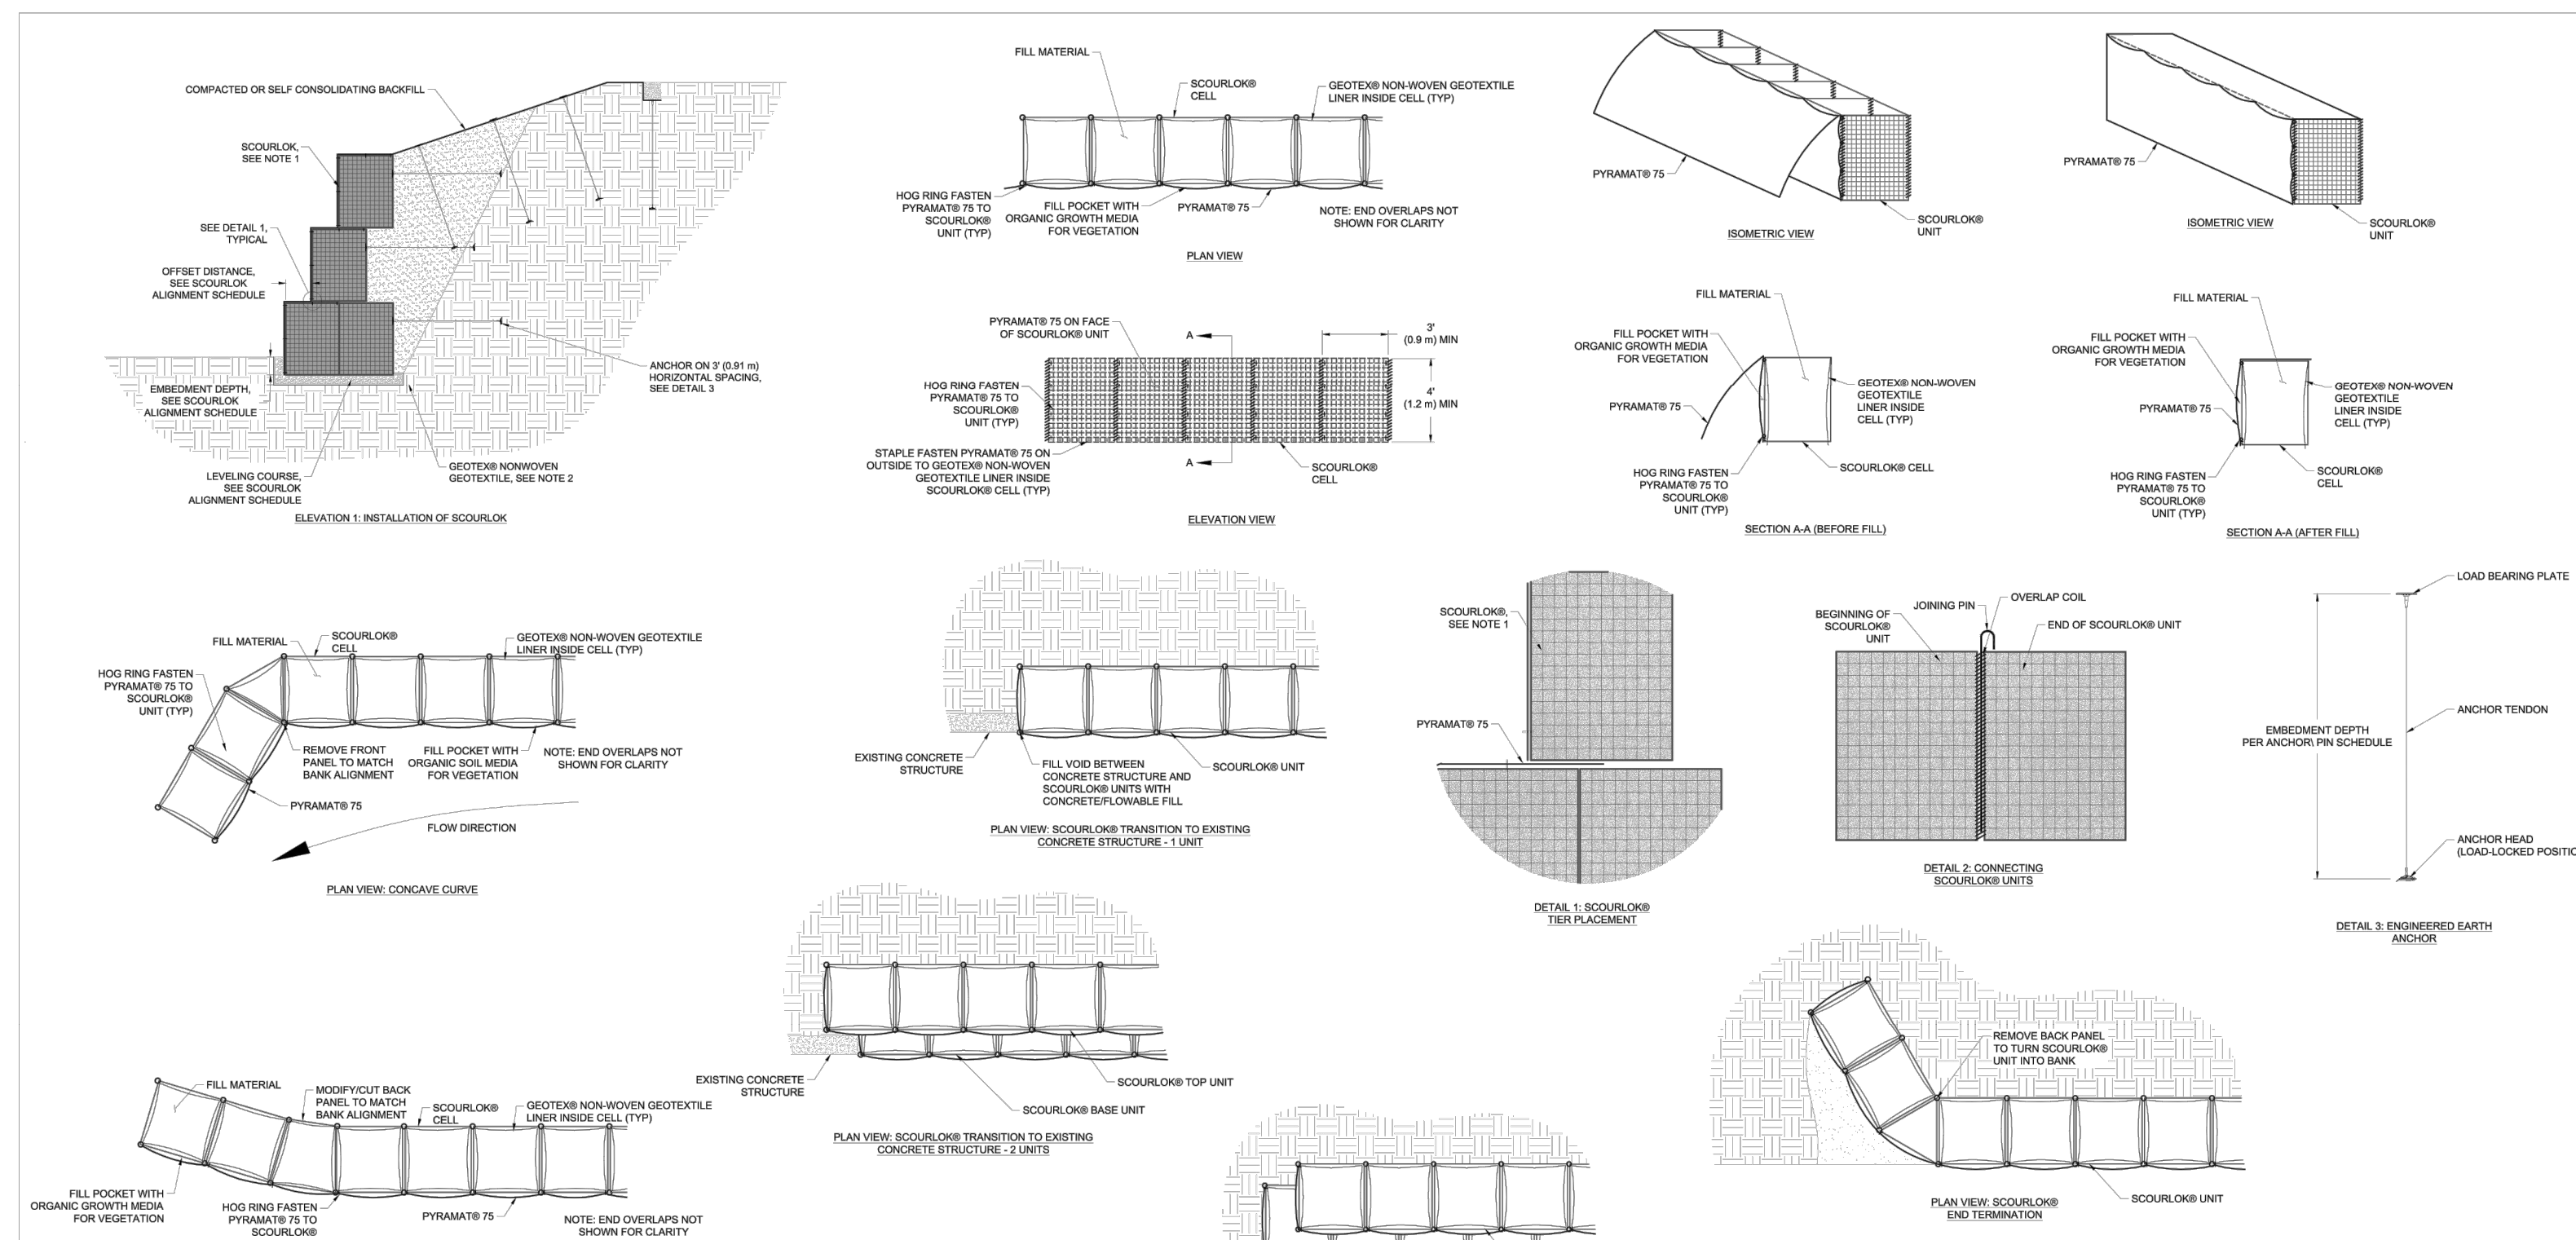 COMPACTED OR SELF CONSOLIDATING BACKFILL
SCOURLOK,
SEE NOTE 1
SEE DETAIL 1,
TYPICAL
OFFSET DISTANCE,
SEE SCOURLOK
ALIGNMENT SCHEDULE
EMBEDMENT DEPTH,
SEE SCOURLOK
ALIGNMENT SCHEDULE
LEVELING COURSE,
SEE SCOURLOK
ALIGNMENT SCHEDULE
ANCHOR ON 3' (0.91 m)
HORIZONTAL SPACING,
SEE DETAIL 3
GEOTEX® NONWOVEN
GEOTEXTILE, SEE NOTE 2
ELEVATION 1: INSTALLATION OF SCOURLOK
FILL MATERIAL
SCOURLOK®
CELL
GEOTEX® NON-WOVEN GEOTEXTILE
LINER INSIDE CELL (TYP)
HOG RING FASTEN
PYRAMAT® 75 TO
SCOURLOK®
UNIT (TYP)
FILL POCKET WITH
ORGANIC GROWTH MEDIA
FOR VEGETATION
PYRAMAT® 75
NOTE: END OVERLAPS NOT
SHOWN FOR CLARITY
PLAN VIEW
PYRAMAT® 75
SCOURLOK®
UNIT
ISOMETRIC VIEW
PYRAMAT® 75
SCOURLOK®
UNIT
ISOMETRIC VIEW
PYRAMAT® 75 ON FACE
OF SCOURLOK® UNIT
A
3'
(0.9 m) MIN
HOG RING FASTEN
PYRAMAT® 75 TO
SCOURLOK®
UNIT (TYP)
4'
(1.2 m) MIN
STAPLE FASTEN PYRAMAT® 75 ON
OUTSIDE TO GEOTEX® NON-WOVEN
GEOTEXTILE LINER INSIDE
SCOURLOK® CELL (TYP)
A
SCOURLOK®
CELL
ELEVATION VIEW
FILL MATERIAL
FILL POCKET WITH
ORGANIC GROWTH MEDIA
FOR VEGETATION
PYRAMAT® 75
GEOTEX® NON-WOVEN
GEOTEXTILE
LINER INSIDE
CELL (TYP)
HOG RING FASTEN
PYRAMAT® 75 TO
SCOURLOK®
UNIT (TYP)
SCOURLOK® CELL
SECTION A-A (BEFORE FILL)
FILL MATERIAL
FILL POCKET WITH
ORGANIC GROWTH MEDIA
FOR VEGETATION
PYRAMAT® 75
GEOTEX® NON-WOVEN
GEOTEXTILE
LINER INSIDE
CELL (TYP)
HOG RING FASTEN
PYRAMAT® 75 TO
SCOURLOK®
UNIT (TYP)
SCOURLOK®
CELL
SECTION A-A (AFTER FILL)
FILL MATERIAL
SCOURLOK®
CELL
GEOTEX® NON-WOVEN GEOTEXTILE
LINER INSIDE CELL (TYP)
HOG RING FASTEN
PYRAMAT® 75 TO
SCOURLOK®
UNIT (TYP)
REMOVE FRONT
PANEL TO MATCH
BANK ALIGNMENT
FILL POCKET WITH
ORGANIC SOIL MEDIA
FOR VEGETATION
NOTE: END OVERLAPS NOT
SHOWN FOR CLARITY
PYRAMAT® 75
FLOW DIRECTION
PLAN VIEW: CONCAVE CURVE
EXISTING CONCRETE
STRUCTURE
FILL VOID BETWEEN
CONCRETE STRUCTURE AND
SCOURLOK® UNITS WITH
CONCRETE/FLOWABLE FILL
SCOURLOK® UNIT
PLAN VIEW: SCOURLOK® TRANSITION TO EXISTING
CONCRETE STRUCTURE - 1 UNIT
SCOURLOK®,
SEE NOTE 1
PYRAMAT® 75
DETAIL 1: SCOURLOK®
TIER PLACEMENT
BEGINNING OF
SCOURLOK®
UNIT
JOINING PIN
OVERLAP COIL
END OF SCOURLOK® UNIT
DETAIL 2: CONNECTING
SCOURLOK® UNITS
LOAD BEARING PLATE
ANCHOR TENDON
EMBEDMENT DEPTH
PER ANCHOR\ PIN SCHEDULE
ANCHOR HEAD
(LOAD-LOCKED POSITIO
DETAIL 3: ENGINEERED EARTH
ANCHOR
EXISTING CONCRETE
STRUCTURE
SCOURLOK® TOP UNIT
SCOURLOK® BASE UNIT
PLAN VIEW: SCOURLOK® TRANSITION TO EXISTING
CONCRETE STRUCTURE - 2 UNITS
REMOVE BACK PANEL
TO TURN SCOURLOK®
UNIT INTO BANK
SCOURLOK® UNIT
PLAN VIEW: SCOURLOK®
END TERMINATION
FILL MATERIAL
MODIFY/CUT BACK
PANEL TO MATCH
BANK ALIGNMENT
SCOURLOK®
CELL
GEOTEX® NON-WOVEN GEOTEXTILE
LINER INSIDE CELL (TYP)
FILL POCKET WITH
ORGANIC GROWTH MEDIA
FOR VEGETATION
HOG RING FASTEN
PYRAMAT® 75 TO
SCOURLOK®
PYRAMAT® 75
NOTE: END OVERLAPS NOT
SHOWN FOR CLARITY